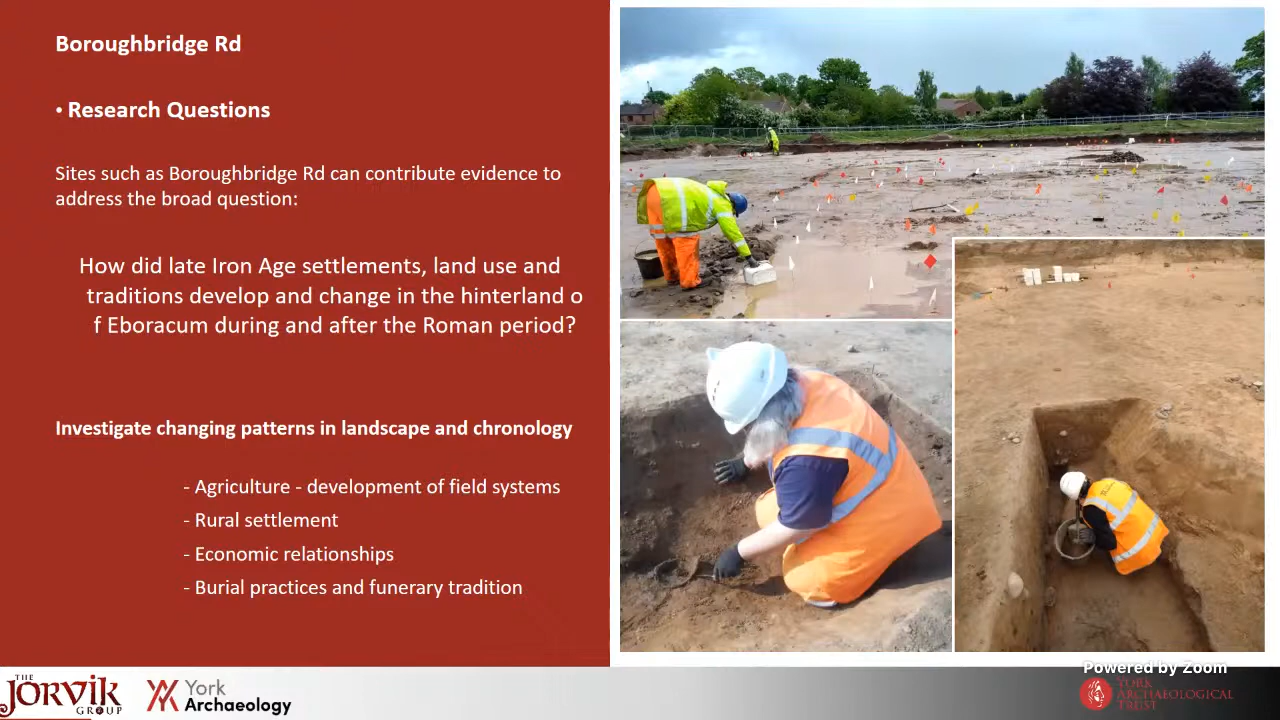 Boroughbridge Rd
• Research Questions
Sites such as Boroughbridge Rd can contribute evidence to
address the broad question:
How did late Iron Age settlements, land use and
traditions develop and change in the hinterland o
f Eboracum during and after the Roman period?
Investigate changing patterns in landscape and chronology
- Agriculture - development of field systems
- Rural settlement
- Economic relationships
- Burial practices and funerary tradition
THE
JORVIK
GROUP
York
Archaeology
Powered by Zoom
YORK
ARCHAEOLOGICAL
TRUST